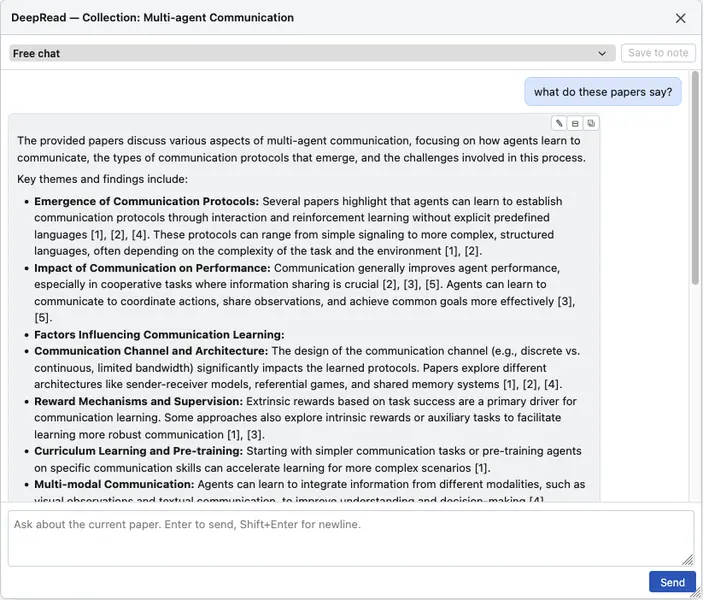 DeepRead — Collection: Multi-agent Communication
Free chat
Save to note
what do these papers say?
The provided papers discuss various aspects of multi-agent communication, focusing on how agents learn to
communicate, the types of communication protocols that emerge, and the challenges involved in this process.
Key themes and findings include:
• Emergence of Communication Protocols: Several papers highlight that agents can learn to establish
communication protocols through interaction and reinforcement learning without explicit predefined
languages [1], [2], [4]. These protocols can range from simple signaling to more complex, structured
languages, often depending on the complexity of the task and the environment [1], [2].
• Impact of Communication on Performance: Communication generally improves agent performance,
especially in cooperative tasks where information sharing is crucial [2], [3], [5]. Agents can learn to
communicate to coordinate actions, share observations, and achieve common goals more effectively [3],
[5].
• Factors Influencing Communication Learning:
• Communication Channel and Architecture: The design of the communication channel (e.g., discrete vs.
continuous, limited bandwidth) significantly impacts the learned protocols. Papers explore different
architectures like sender-receiver models, referential games, and shared memory systems [1], [2], [4].
• Reward Mechanisms and Supervision: Extrinsic rewards based on task success are a primary driver for
communication learning. Some approaches also explore intrinsic rewards or auxiliary tasks to facilitate
learning more robust communication [1], [3].
• Curriculum Learning and Pre-training: Starting with simpler communication tasks or pre-training agents
on specific communication skills can accelerate learning for more complex scenarios [1].
• Multi-modal Communication: Agents can learn to integrate information from different modalities, such as
visual observations and textual communication, to improve understanding and decision-making [4].
Ask about the current paper. Enter to send, Shift+Enter for newline.
Send